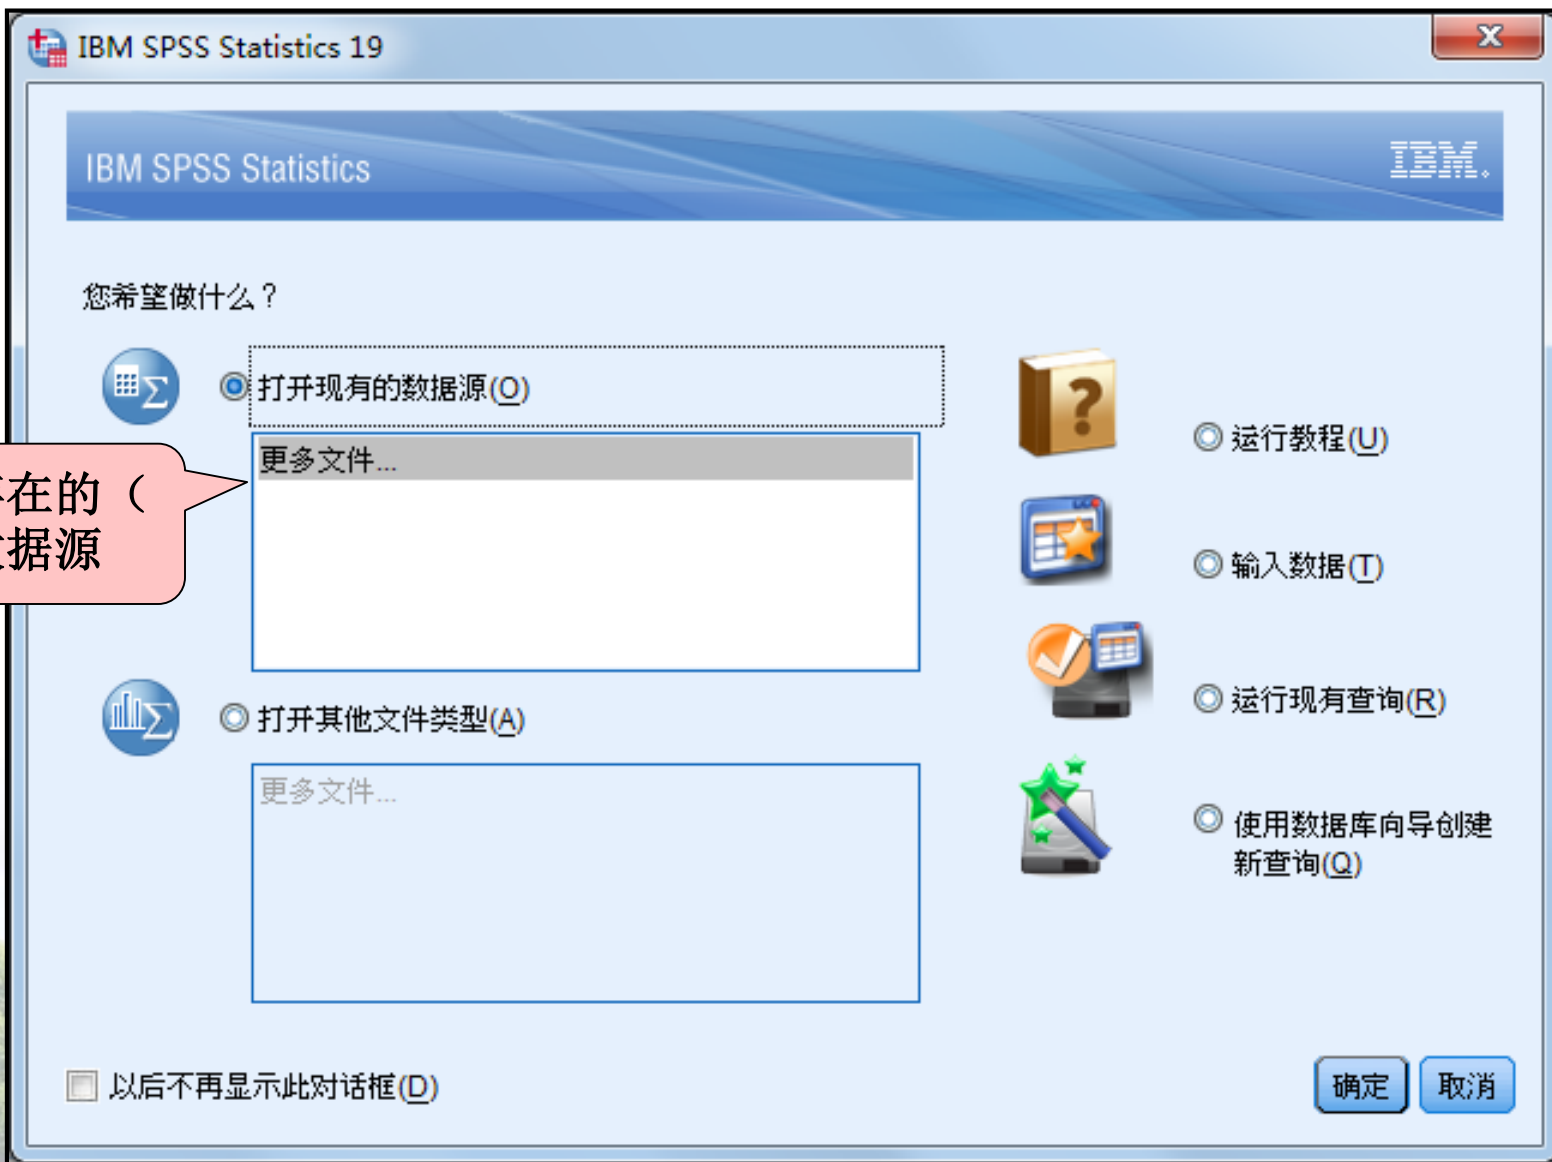 IBM SPSS Statistics 19
IBM SPSS Statistics
IBM.
您希望做什么？
打开现有的数据源(O)
更多文件...
在的（
据源
打开其他文件类型(A)
更多文件...
运行教程(U)
输入数据(T)
运行现有查询(R)
使用数据库向导创建
新查询(Q)
以后不再显示此对话框(D)
确定
取消